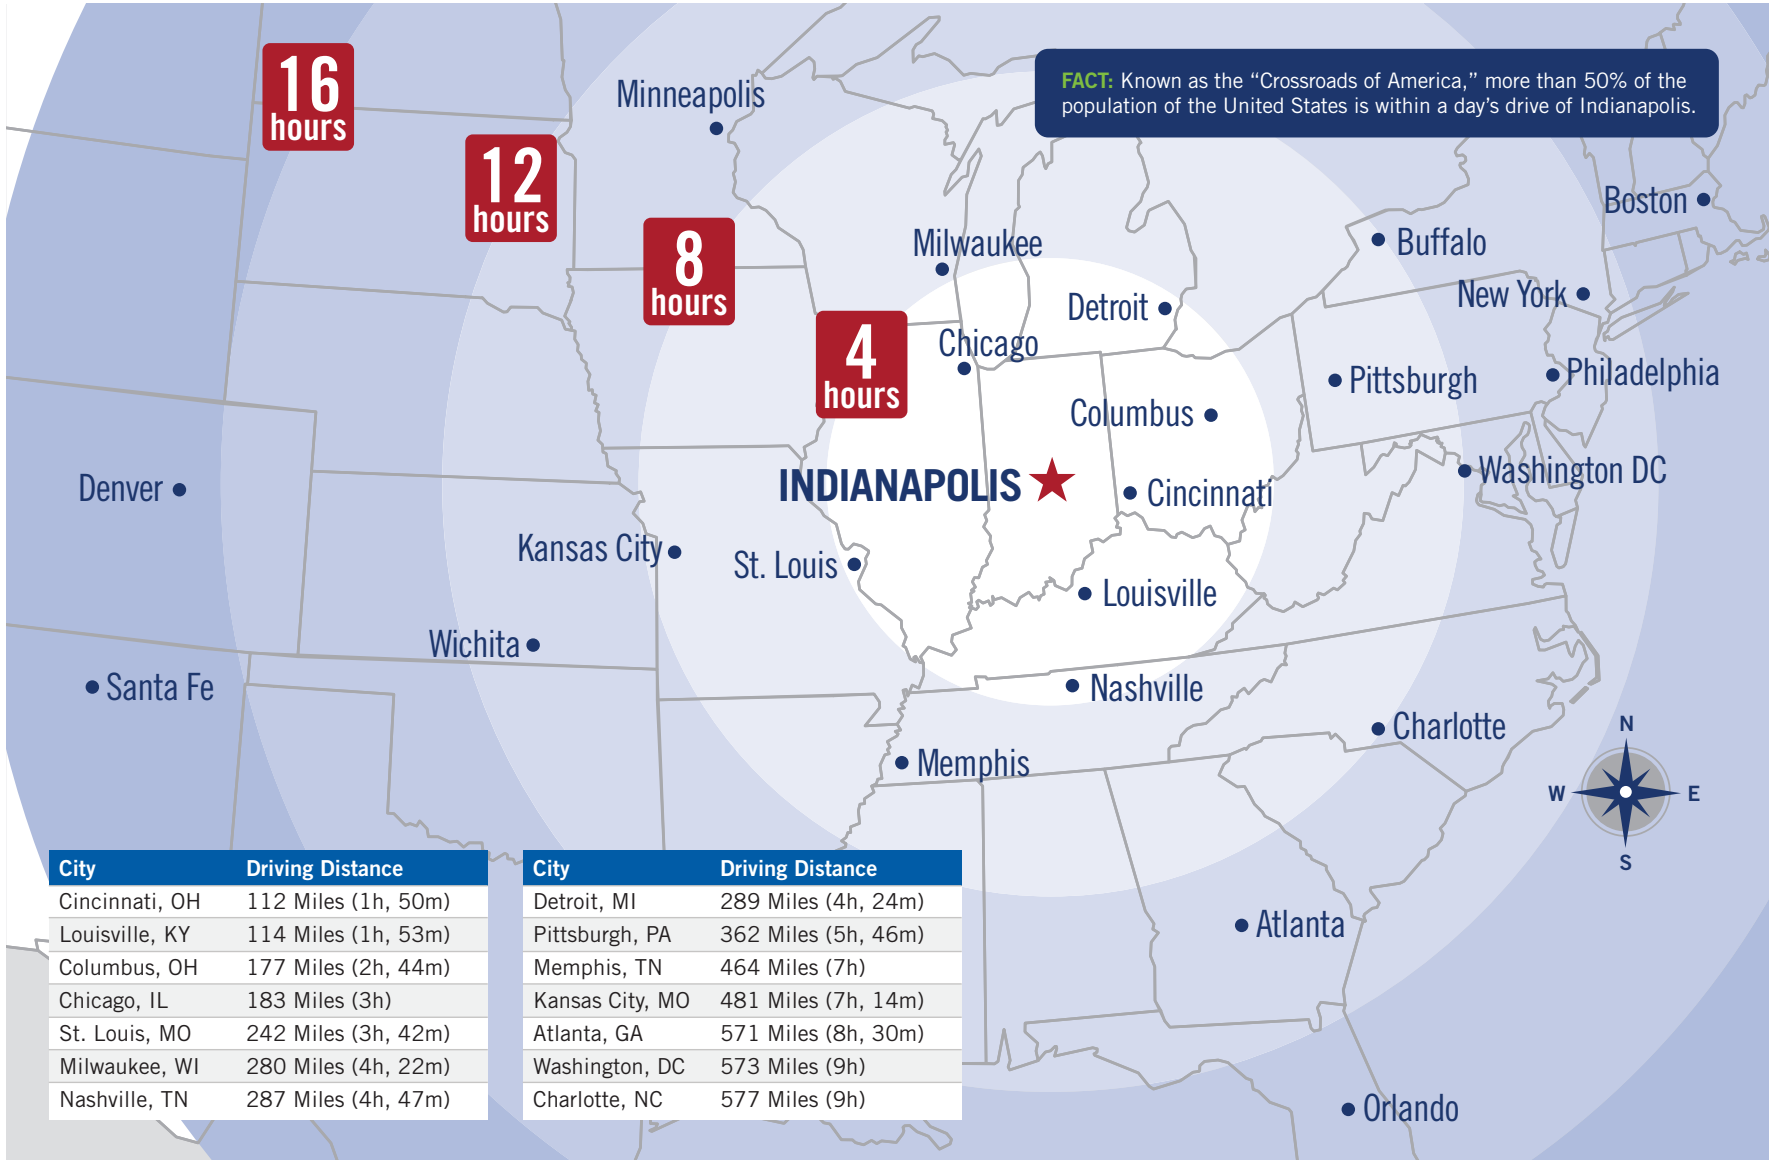 16
hours
12
hours
8
hours
4
hours
FACT: Known as the “Crossroads of America,” more than 50% of the
population of the United States is within a day’s drive of Indianapolis.
Minneapolis
Boston
Milwaukee
Buffalo
Detroit
New York
Chicago
Pittsburgh
Philadelphia
Columbus
INDIANAPOLIS
Cincinnati
Washington DC
Denver
Kansas City
St. Louis
Louisville
Wichita
Santa Fe
Nashville
Charlotte
Memphis
Atlanta
Orlando
N
W
E
S
City Driving Distance
Cincinnati, OH 112 Miles (1h, 50m)
Louisville, KY 114 Miles (1h, 53m)
Columbus, OH 177 Miles (2h, 44m)
Chicago, IL 183 Miles (3h)
St. Louis, MO 242 Miles (3h, 42m)
Milwaukee, WI 280 Miles (4h, 22m)
Nashville, TN 287 Miles (4h, 47m)
City Driving Distance
Detroit, MI 289 Miles (4h, 24m)
Pittsburgh, PA 362 Miles (5h, 46m)
Memphis, TN 464 Miles (7h)
Kansas City, MO 481 Miles (7h, 14m)
Atlanta, GA 571 Miles (8h, 30m)
Washington, DC 573 Miles (9h)
Charlotte, NC 577 Miles (9h)